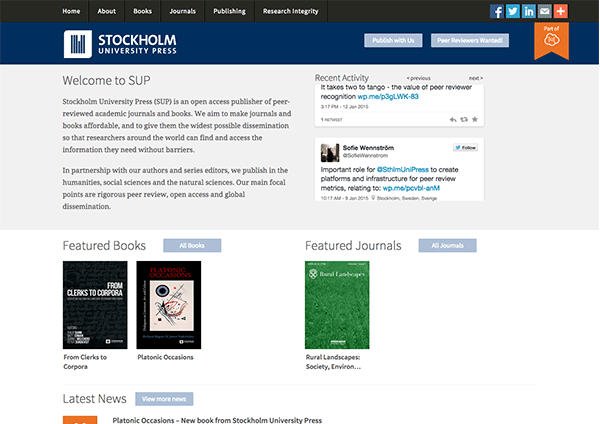 Home About Books Journals Publishing Research Integrity
STOCKHOLM
UNIVERSITY PRESS
Publish with Us
Peer Reviewers Wanted!
Part of
Welcome to SUP
Stockholm University Press (SUP) is an open access publisher of peer-
reviewed academic journals and books. We aim to make journals and
books affordable, and to give them the widest possible dissemination
so that researchers around the world can find and access the
information they need without barriers.
In partnership with our authors and series editors, we publish in the
humanities, social sciences and the natural sciences. Our main focal
points are rigorous peer review, open access and global
dissemination.
Recent Activity
< previous
next >
It takes two to tango - the value of peer reviewer
recognition wp.me/p3gLWK-83
3:17 PM - 12 Jan 2015
1 RETWEET
Sofie Wennström
@SofieWennstrom
Follow
Important role for @SthlmUniPress to create
platforms and infrastructure for peer review
metrics, relating to: wp.me/pcvbl-anM
10:17 AM - 8 Jan 2015 Stockholm, Sweden, Sverige
Featured Books
All Books
FROM
CLERKS TO CORPORA
PLATONIC
OCCASIONS
From Clerks to
Corpora
Platonic Occasions
Featured Journals
All Journals
Rural Landscapes
Rural Landscapes:
Society, Environ...
Latest News
View more news
Platonic Occasions – New book from Stockholm University Press